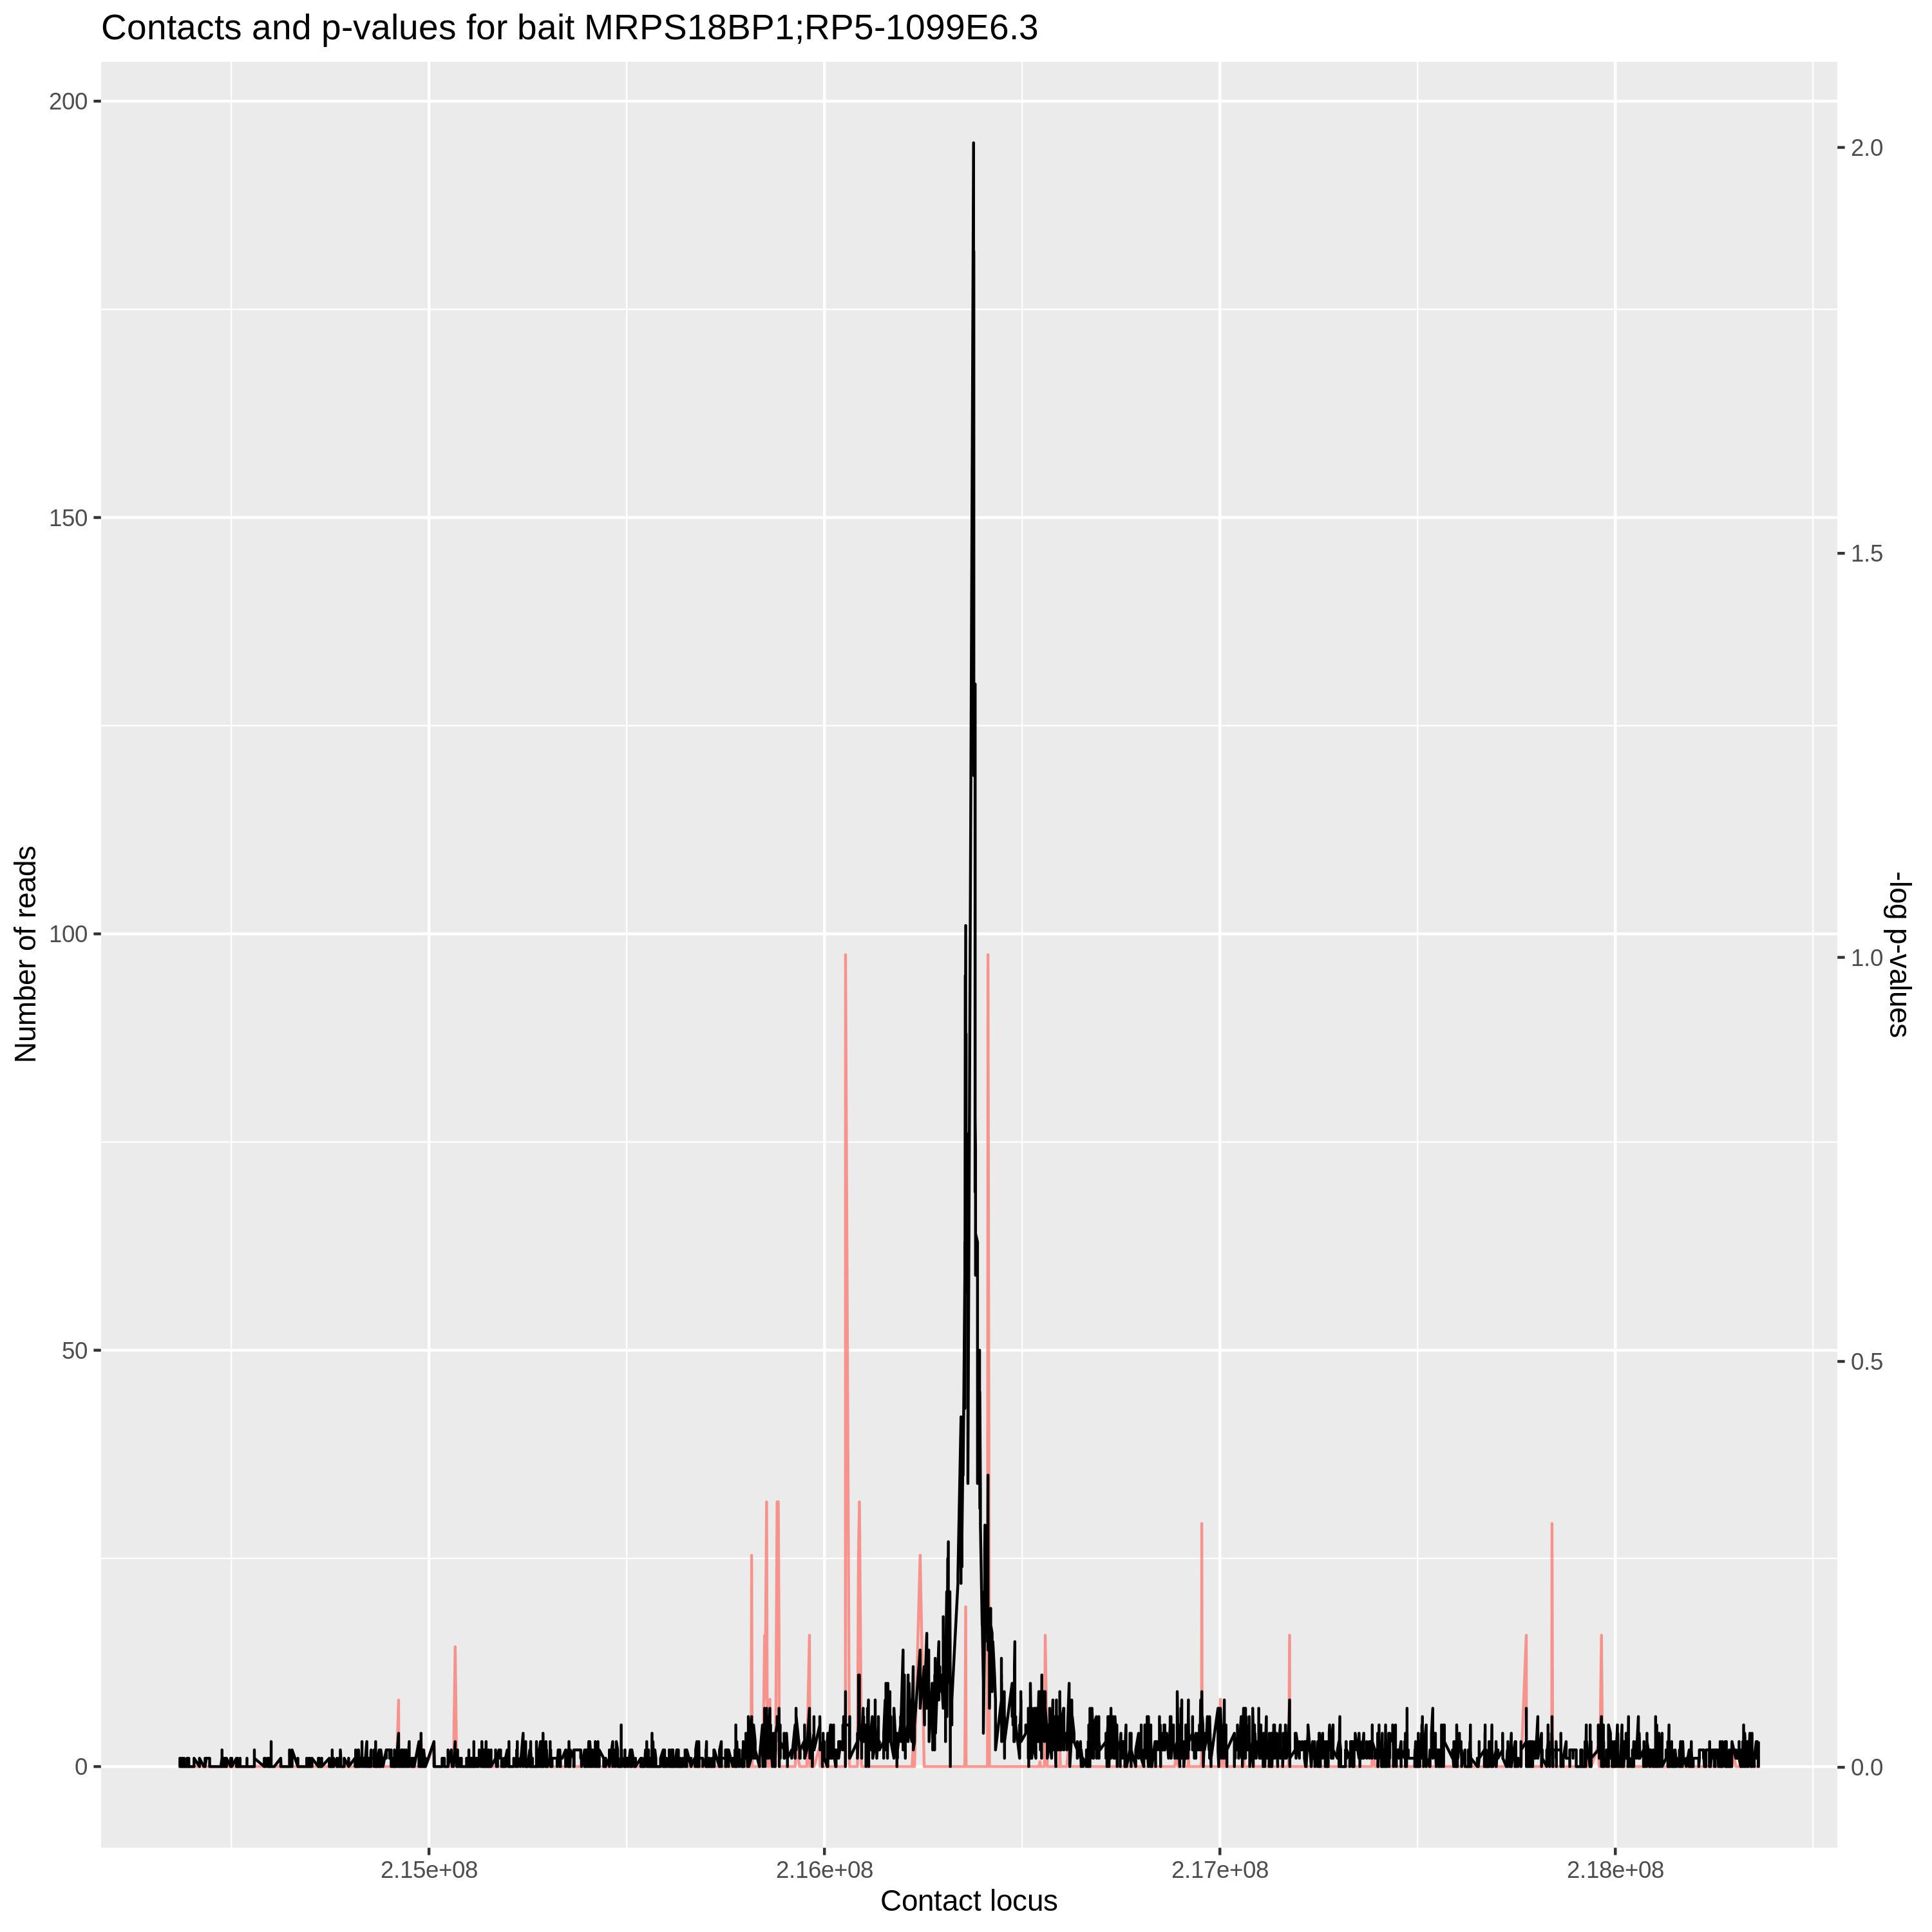 Contacts and p-values for bait MRPS18BP1;RP5-1099E6.3
200
150
100
50
0
Number of reads
2.0
1.5
1.0
0.5
0.0
-log p-values
2.15e+08
2.16e+08
2.17e+08
2.18e+08
Contact locus